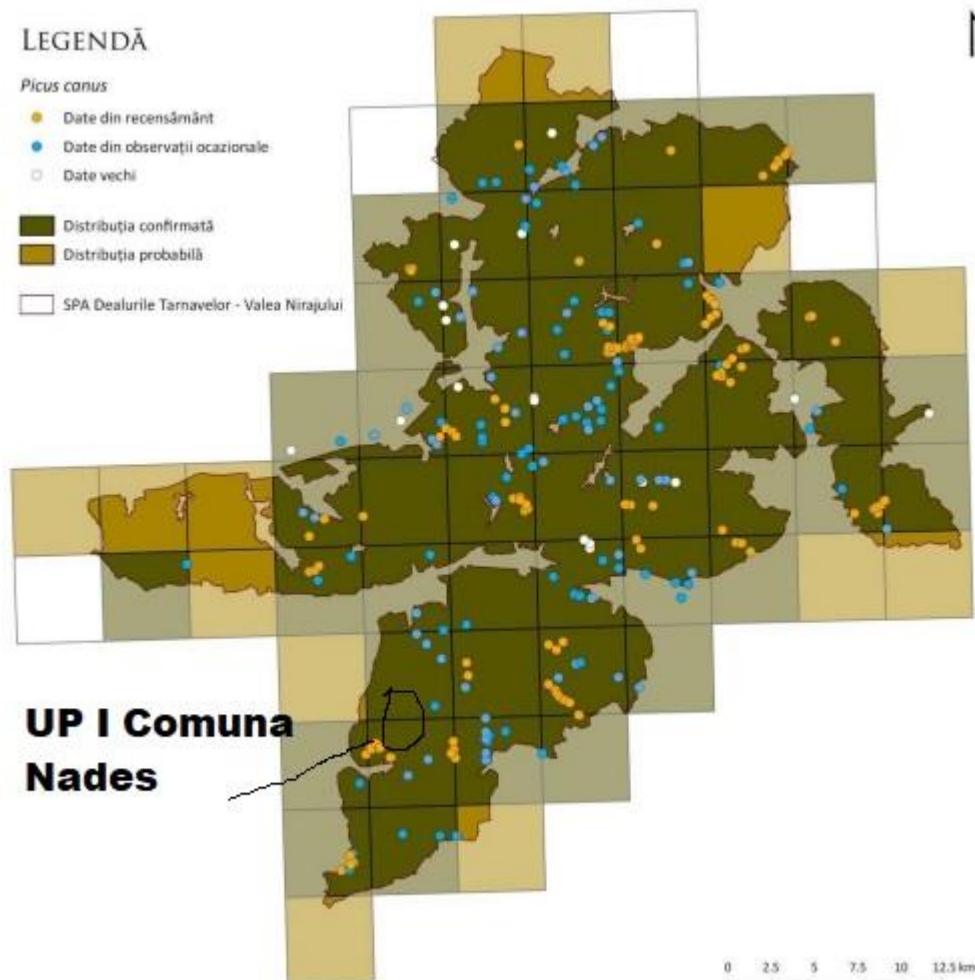 LEGENDĂ
Picus canus
Date din recensământ
Date din observații ocazionale
Date vechi
Distribuția confirmată
Distribuția probabilă
SPA Dealurile Tarnavelor - Valea Nirajului
UP I Comuna
Nades
0 2.5 5 7.5 10 12.5 km